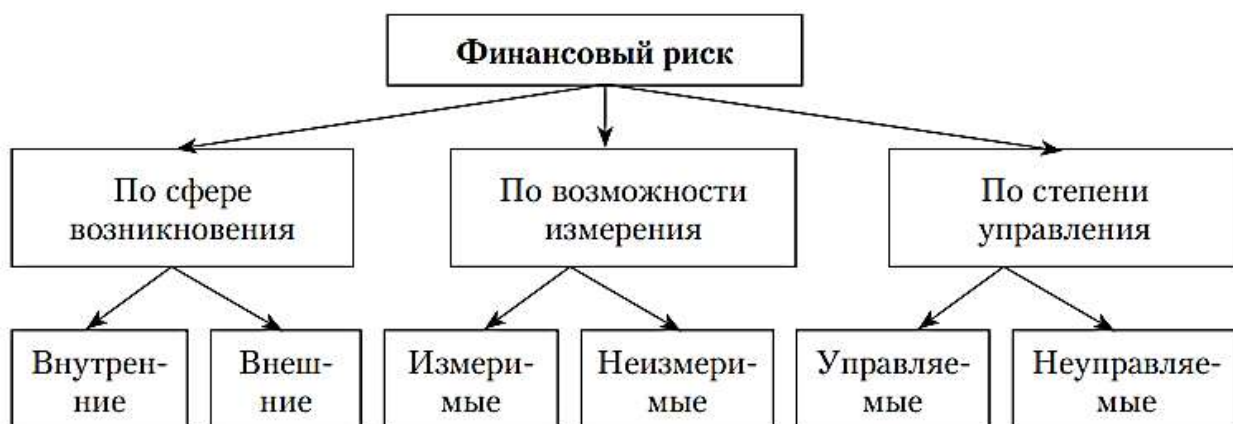 Финансовый риск
По сфере
возникновения
По возможности
измерения
По степени
управления
Внутрен-
ние
Внеш-
ние
Измери-
мые
Неизмери-
мые
Управляе-
мые
Неуправляе-
мые